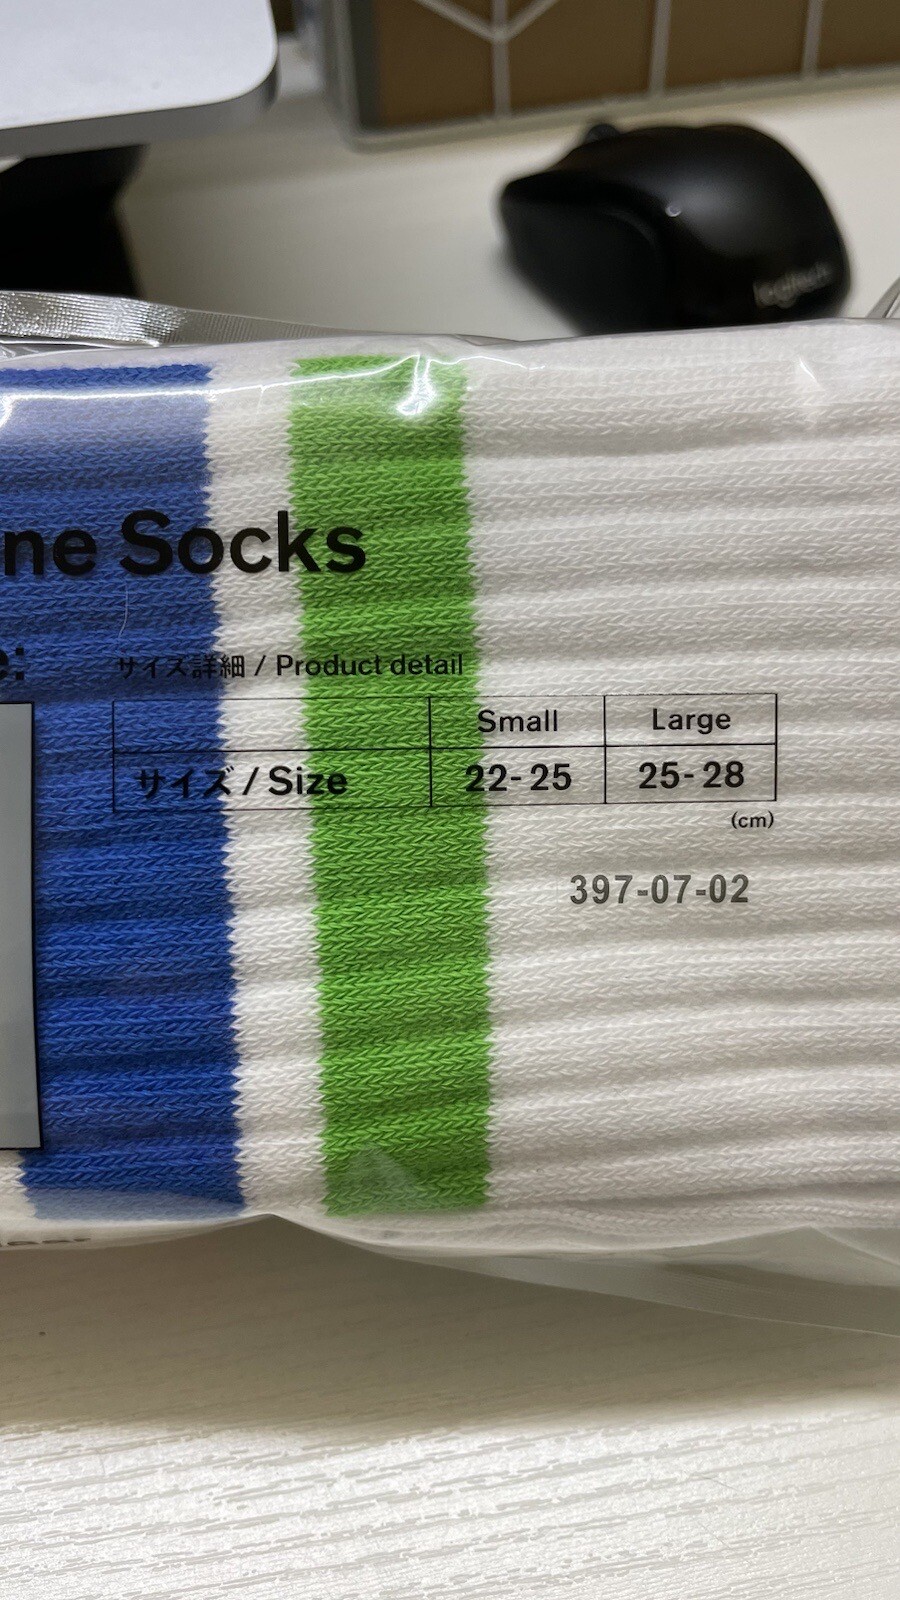 logitech
ne Socks
e:
サイズ詳細 / Product detail
Small Large
サイズ / Size 22-25 25-28
(cm)
397-07-02